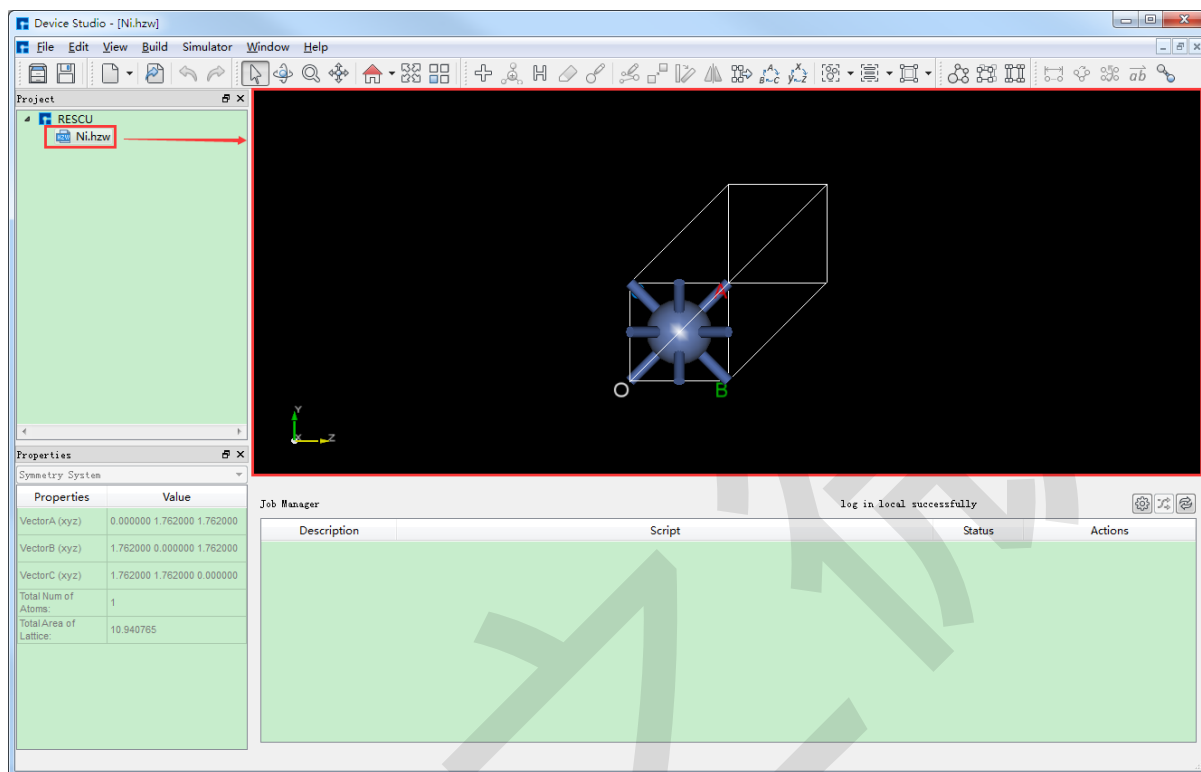 Device Studio - [Ni.hzw]
File Edit View Build Simulator Window Help
Project
RESCU
Ni.hzw
A
O
B
Y
X
Z
Properties
Symmetry System
Properties Value
VectorA (xyz) 0.000000 1.762000 1.762000
VectorB (xyz) 1.762000 0.000000 1.762000
VectorC (xyz) 1.762000 1.762000 0.000000
Total Num of
Atoms: 1
Total Area of
Lattice: 10.940765
Job Manager log in local successfully
Description Script Status Actions